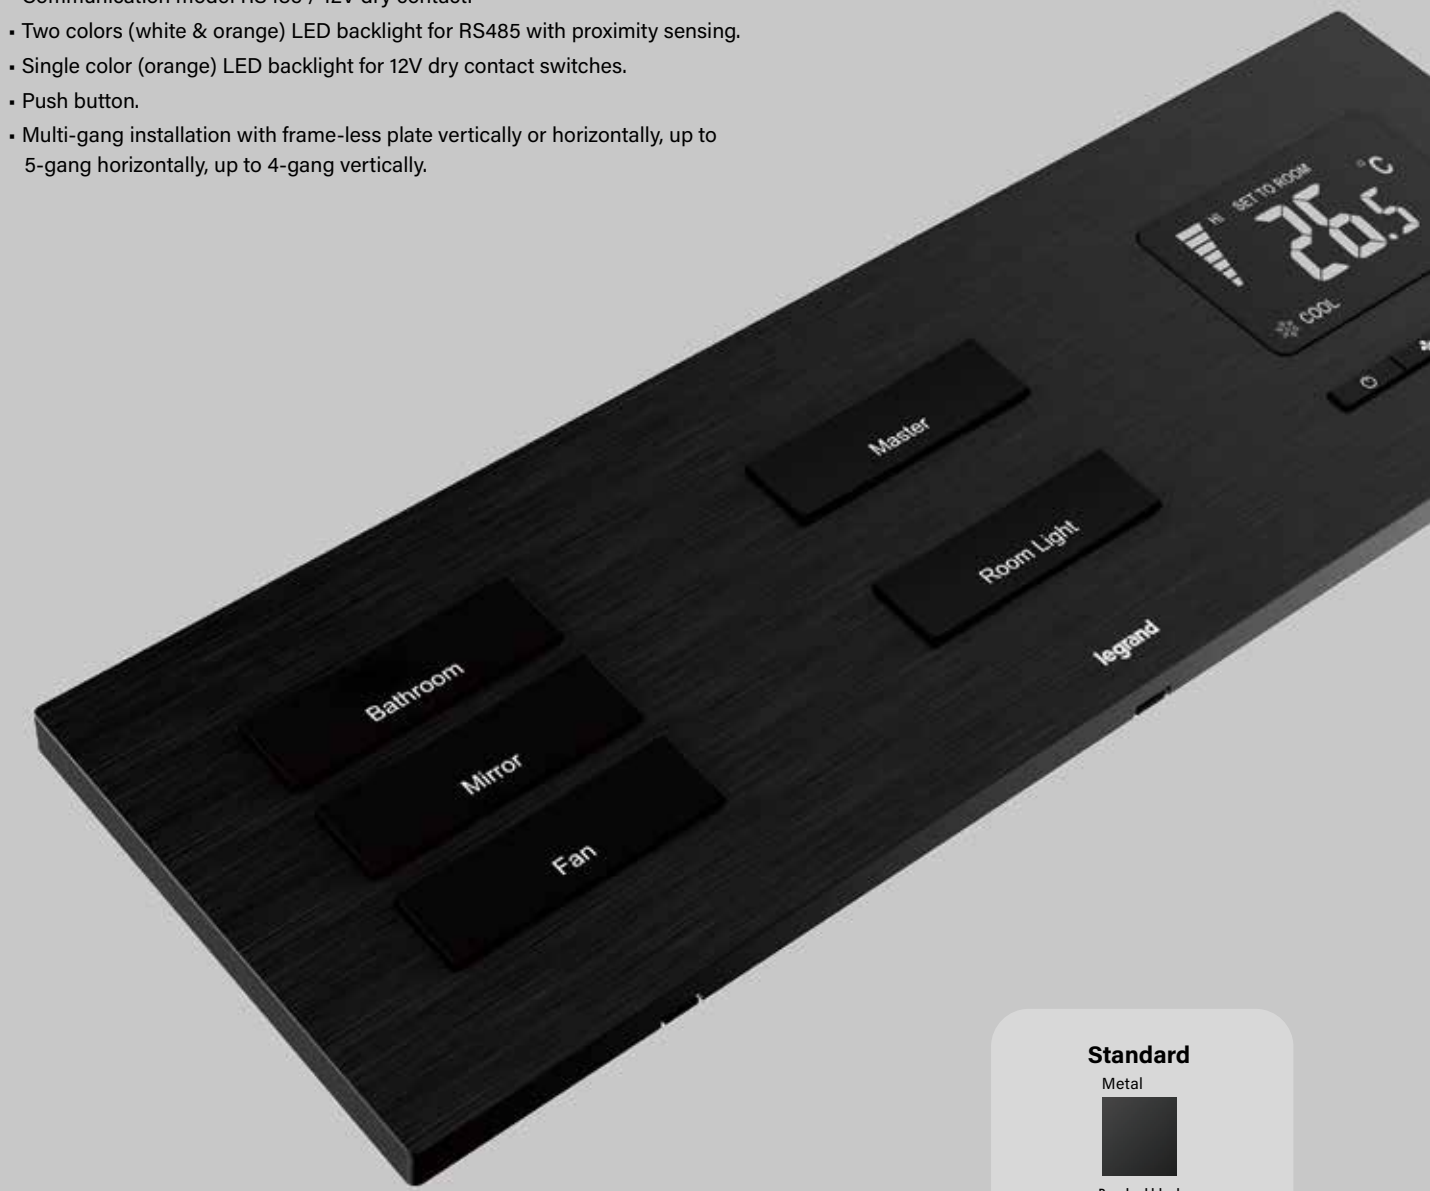 ▪ Two colors (white & orange) LED backlight for RS485 with proximity sensing.
▪ Single color (orange) LED backlight for 12V dry contact switches.
▪ Push button.
▪ Multi-gang installation with frame-less plate vertically or horizontally, up to
5-gang horizontally, up to 4-gang vertically.
HI SET TO ROOM °C
26.5
COOL
Master
Room Light
legrand
Bathroom
Mirror
Fan
Standard
Metal